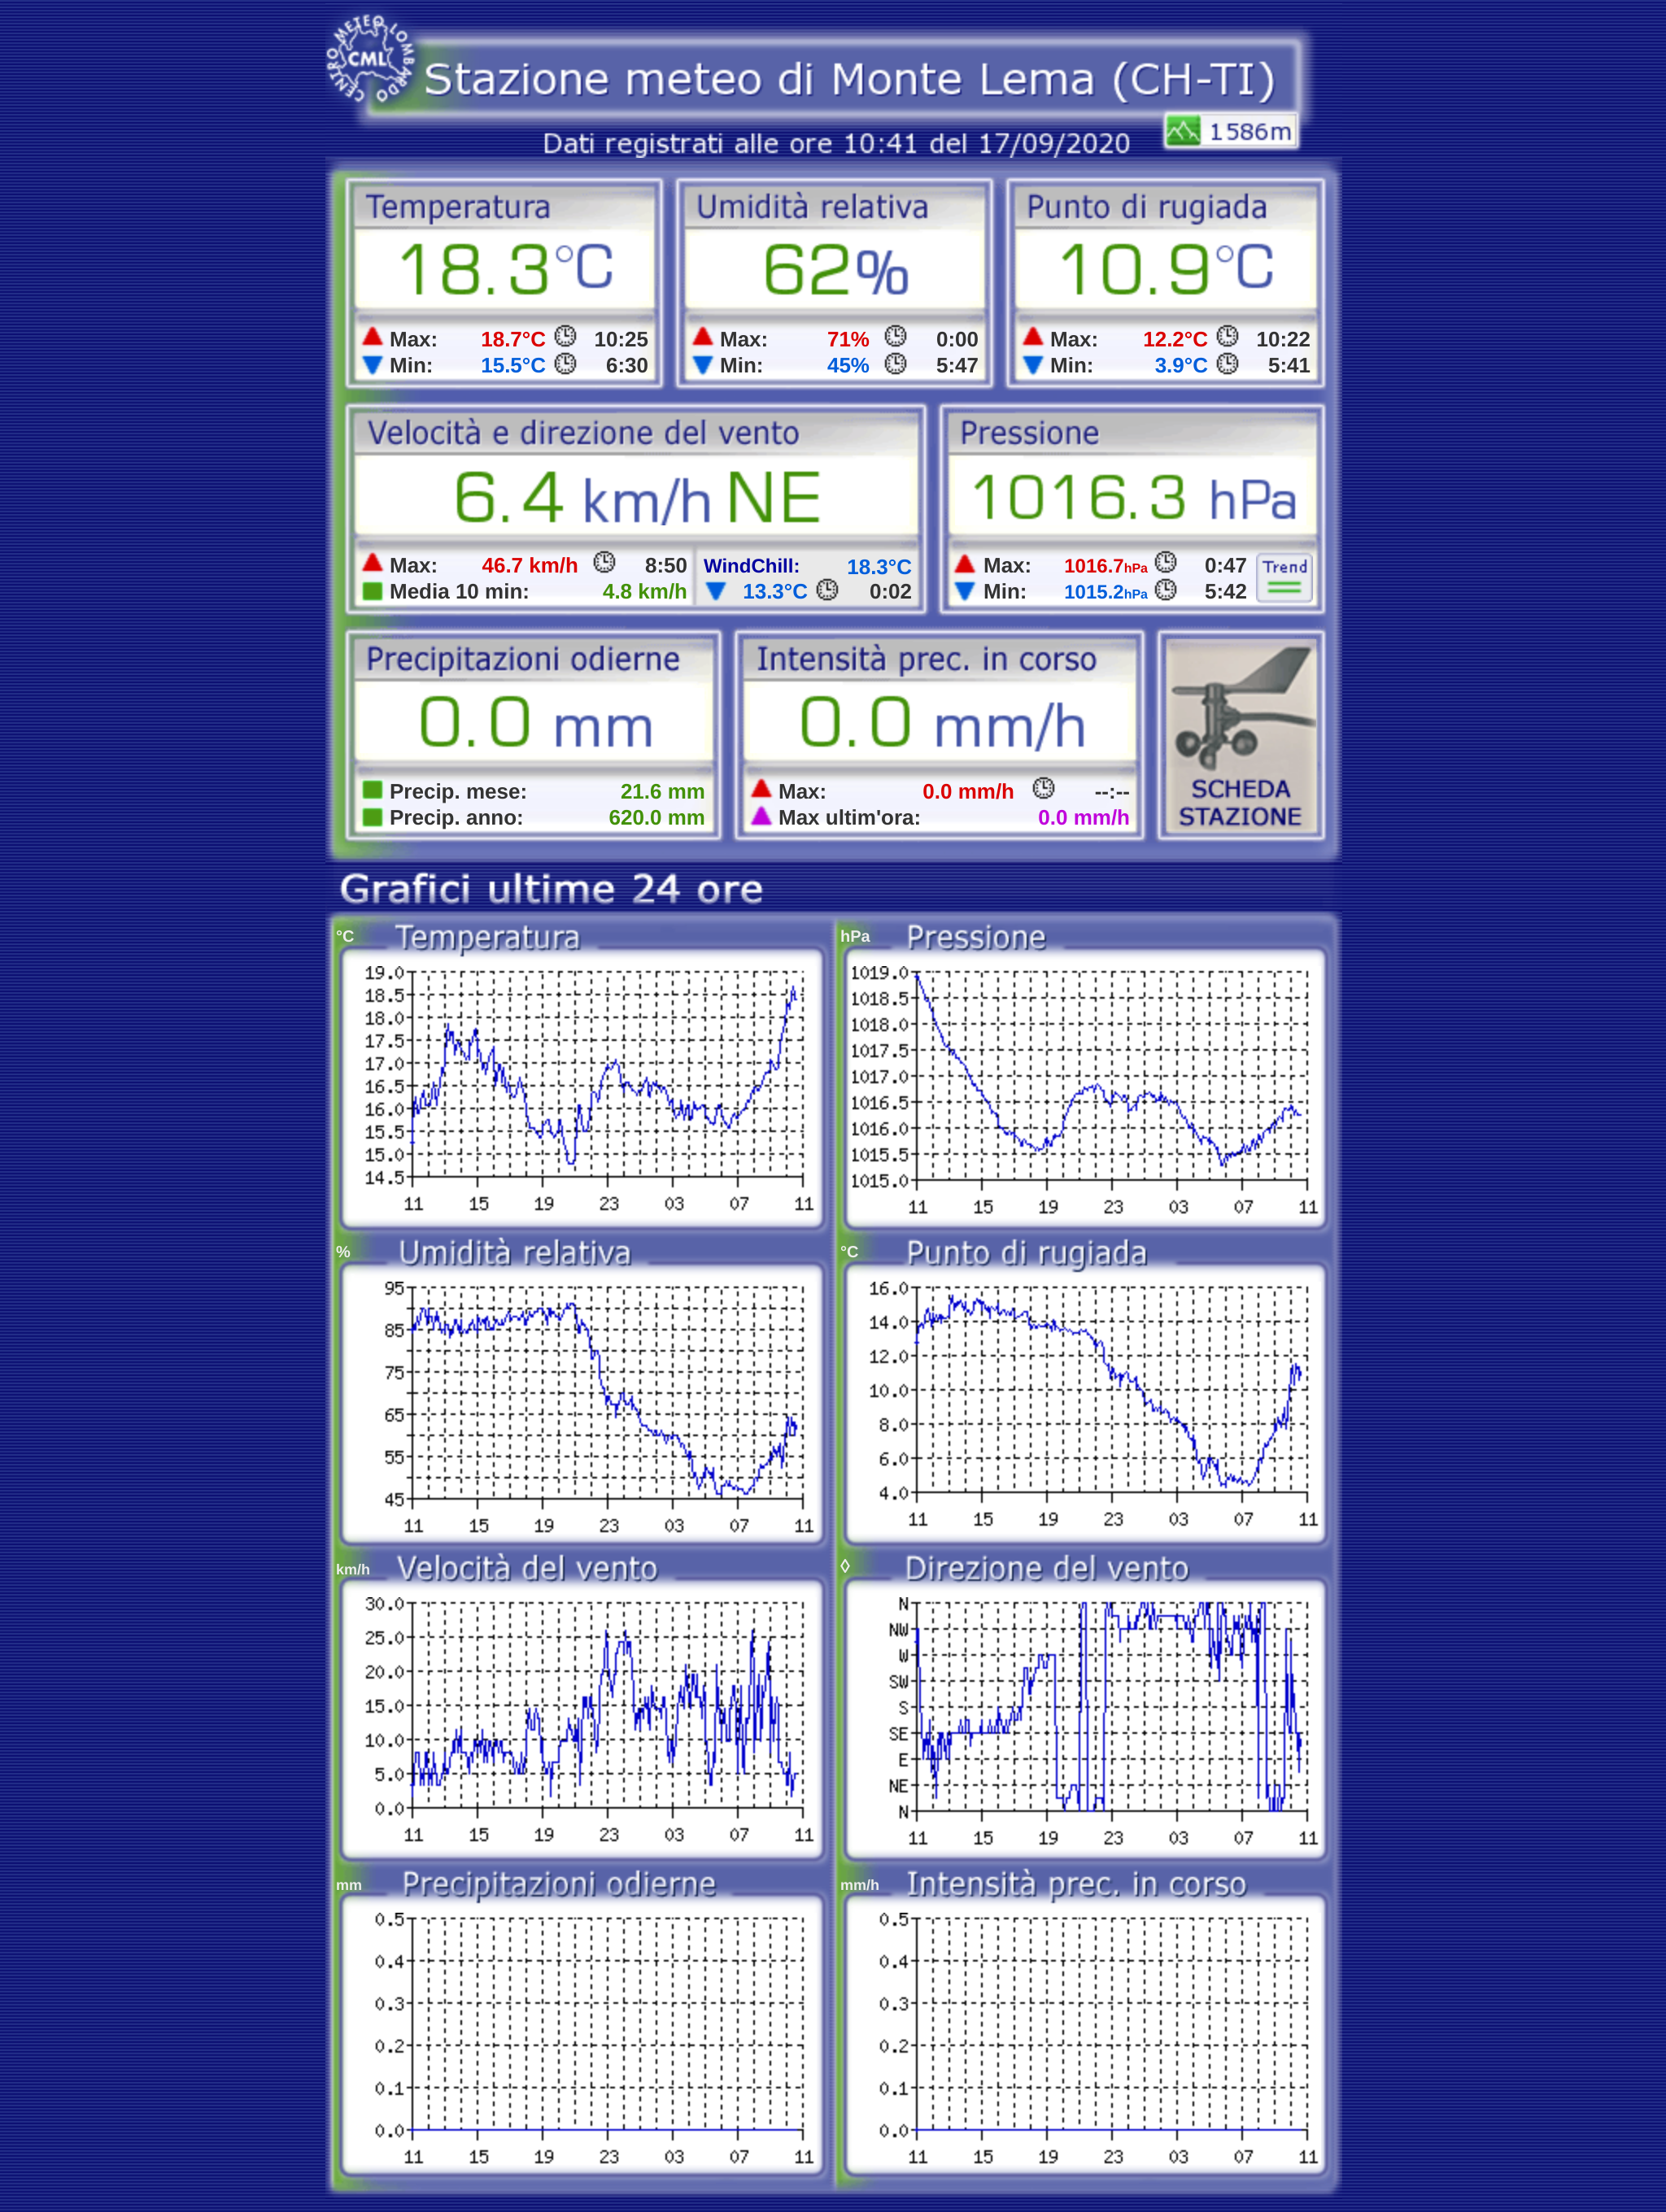 CENTRO METEO LOMBARDO
CML
Stazione meteo di Monte Lema (CH-TI)
Dati registrati alle ore 10:41 del 17/09/2020
1586m
Temperatura
18.3°C
Max: 18.7°C 10:25
Min: 15.5°C 6:30
Umidità relativa
62%
Max: 71% 0:00
Min: 45% 5:47
Punto di rugiada
10.9°C
Max: 12.2°C 10:22
Min: 3.9°C 5:41
Velocità e direzione del vento
6.4 km/h NE
Max: 46.7 km/h 8:50
Media 10 min: 4.8 km/h
WindChill: 18.3°C
13.3°C 0:02
Pressione
1016.3 hPa
Max: 1016.7hPa 0:47
Min: 1015.2hPa 5:42
Trend
Precipitazioni odierne
0.0 mm
Precip. mese: 21.6 mm
Precip. anno: 620.0 mm
Intensità prec. in corso
0.0 mm/h
Max: 0.0 mm/h --:--
Max ultim'ora: 0.0 mm/h
SCHEDA
STAZIONE
Grafici ultime 24 ore
°C Temperatura
19.0
18.5
18.0
17.5
17.0
16.5
16.0
15.5
15.0
14.5
11 15 19 23 03 07 11
hPa Pressione
1019.0
1018.5
1018.0
1017.5
1017.0
1016.5
1016.0
1015.5
1015.0
11 15 19 23 03 07 11
% Umidità relativa
95
85
75
65
55
45
11 15 19 23 03 07 11
°C Punto di rugiada
16.0
14.0
12.0
10.0
8.0
6.0
4.0
11 15 19 23 03 07 11
km/h Velocità del vento
30.0
25.0
20.0
15.0
10.0
5.0
0.0
11 15 19 23 03 07 11
◊ Direzione del vento
N
NW
W
SW
S
SE
E
NE
N
11 15 19 23 03 07 11
mm Precipitazioni odierne
0.5
0.4
0.3
0.2
0.1
0.0
11 15 19 23 03 07 11
mm/h Intensità prec. in corso
0.5
0.4
0.3
0.2
0.1
0.0
11 15 19 23 03 07 11